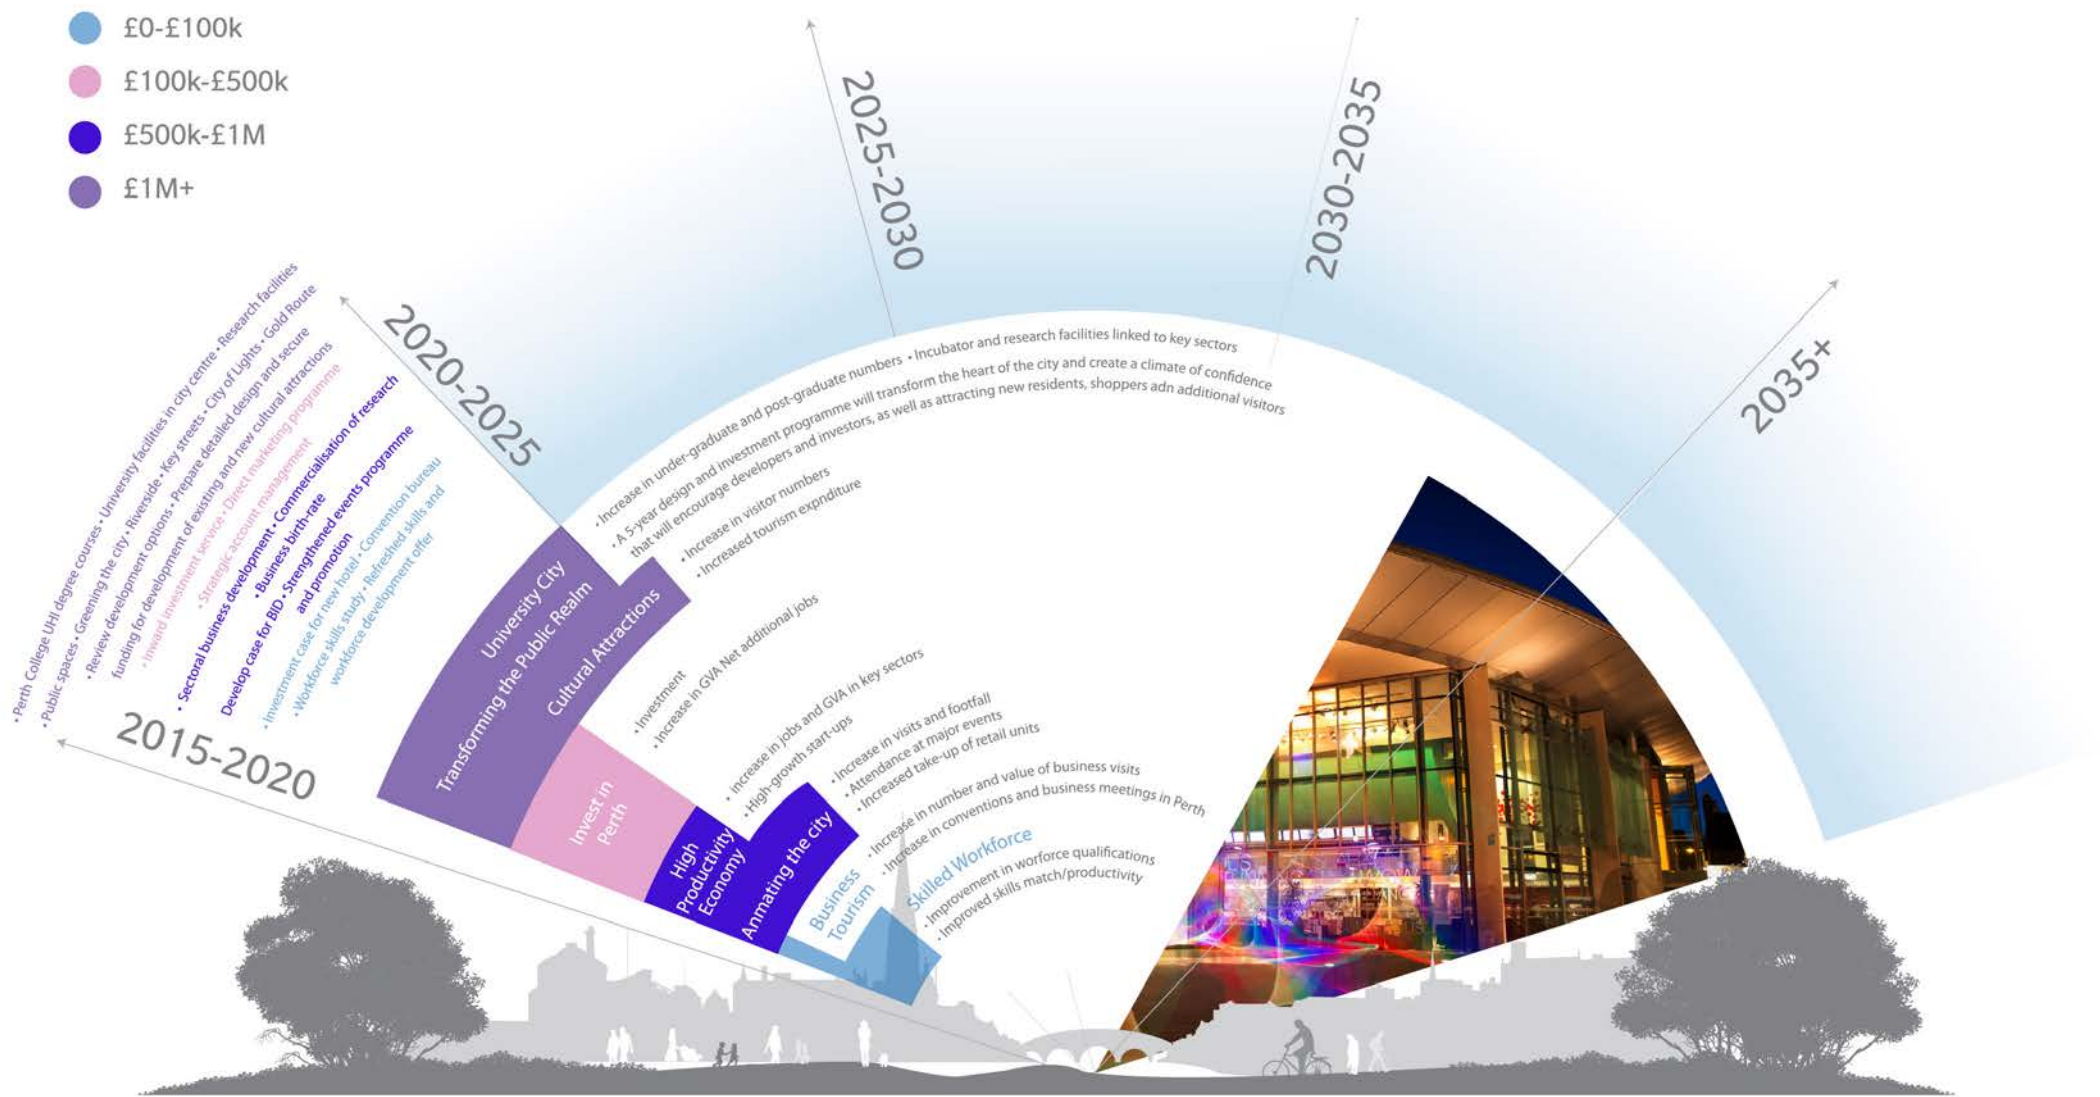 £0-£100k
£100k-£500k
£500k-£1M
£1M+
2015-2020
2020-2025
2025-2030
2030-2035
2035+
• Perth College UHI degree courses • University facilities in city centre • Research facilities
• Public spaces • Greening the city • Riverside • Key streets • City of Lights • Gold Route
• Review development options • Prepare detailed design and secure
funding for development of existing and new cultural attractions
• Inward investment service • Direct marketing programme
• Strategic account management
• Sectoral business development • Commercialisation of research
• Business birth-rate
Develop case for BID • Strengthened events programme
and promotion
• Investment case for new hotel • Convention bureau
• Workforce skills study • Refreshed skills and
workforce development offer
University City
Transforming the Public Realm
Cultural Attractions
Invest in
Perth
High
Productivity
Economy
Anmating the city
Business
Tourism
Skilled Workforce
• Increase in under-graduate and post-graduate numbers • Incubator and research facilities linked to key sectors
• A 5-year design and investment programme will transform the heart of the city and create a climate of confidence
that will encourage developers and investors, as well as attracting new residents, shoppers adn additional visitors
• Increase in visitor numbers
• Increased tourism expnditure
• Investment
• Increase in GVA Net additional jobs
• Increase in jobs and GVA in key sectors
• High-growth start-ups
• Increase in visits and footfall
• Attendance at major events
• Increased take-up of retail units
• Increase in number and value of business visits
• Increase in conventions and business meetings in Perth
• Improvement in worforce qualifications
• Improved skills match/productivity